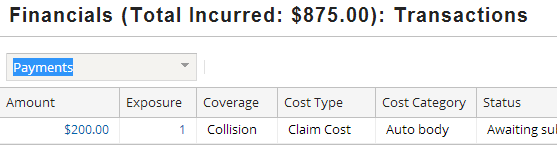 Financials (Total Incurred: $875.00): Transactions
Payments
Amount Exposure Coverage Cost Type Cost Category Status
$200.00 1 Collision Claim Cost Auto body Awaiting